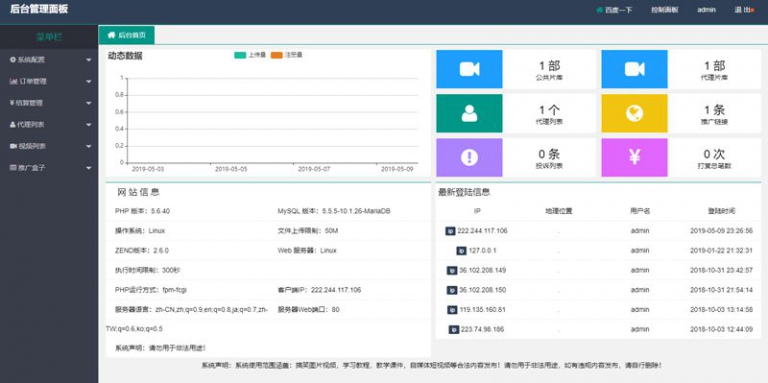 后台管理面板
百度一下 控制面板 admin 退 出
菜单栏
后台首页
系统配置
订单管理
¥ 结算管理
代理列表
视频列表
推广盒子
动态数据
上传量 注册量
1
0.8
0.6
0.4
0.2
0
2019-05-03 2019-05-05 2019-05-07 2019-05-09
1 部
公共片库
1 部
代理片库
1 个
代理列表
1 条
推广链接
0 条
投诉列表
¥
0 次
打赏总笔数
网 站 信 息
PHP 版本：5.6.40 MySQL 版本：5.5.5-10.1.26-MariaDB
操作系统：Linux 文件上传限制：50M
ZEND版本：2.6.0 Web 服务器：Linux
执行时间限制：300秒
PHP运行方式：fpm-fcgi 客户端IP：222.244.117.106
服务器语言：zh-CN,zh;q=0.9,en;q=0.8,ja;q=0.7,zh- 服务器Web端口：80
TW;q=0.6,ko;q=0.5
系统声明：请勿用于非法用途！
最新登陆信息
IP 地理位置 用户名 登陆时间
ip 222.244.117.106 admin 2019-05-09 23:26:56
ip 127.0.0.1 admin 2019-01-22 21:32:31
ip 36.102.208.149 admin 2018-10-31 23:42:57
ip 36.102.208.150 admin 2018-10-31 21:54:14
ip 119.135.160.81 admin 2018-10-03 13:14:58
ip 223.74.98.186 admin 2018-10-03 12:44:09
系统声明：系统使用范围涵盖：搞笑图片视频，学习教程，教学课件，自媒体短视频等合法内容发布！请勿用于非法用途，如有违规内容发布，请自行删除！